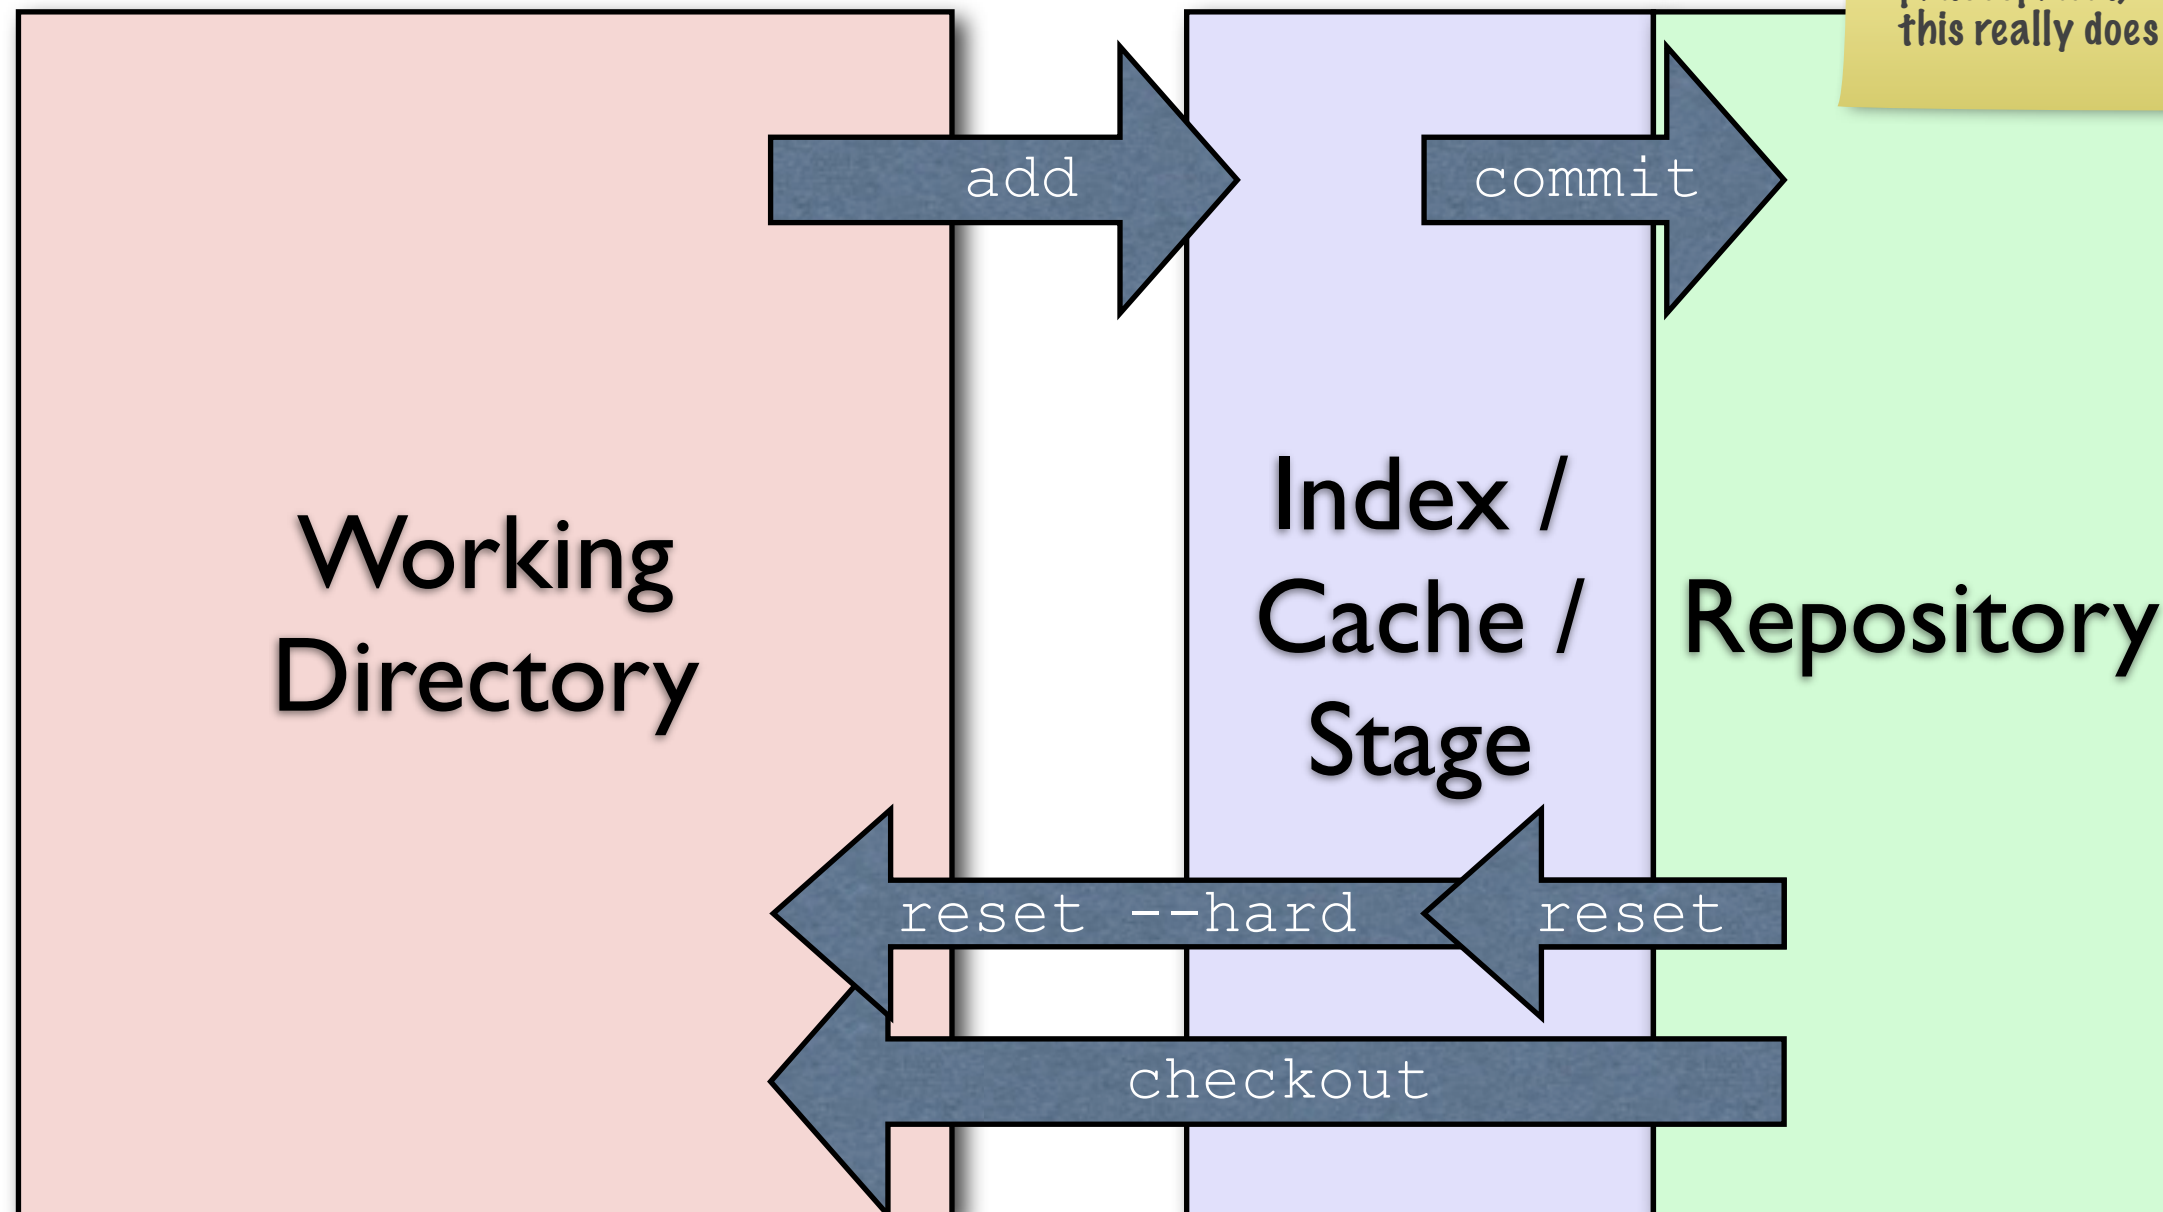 this really does
add
commit
Working
Directory
Index /
Cache /
Stage
Repository
reset --hard
reset
checkout